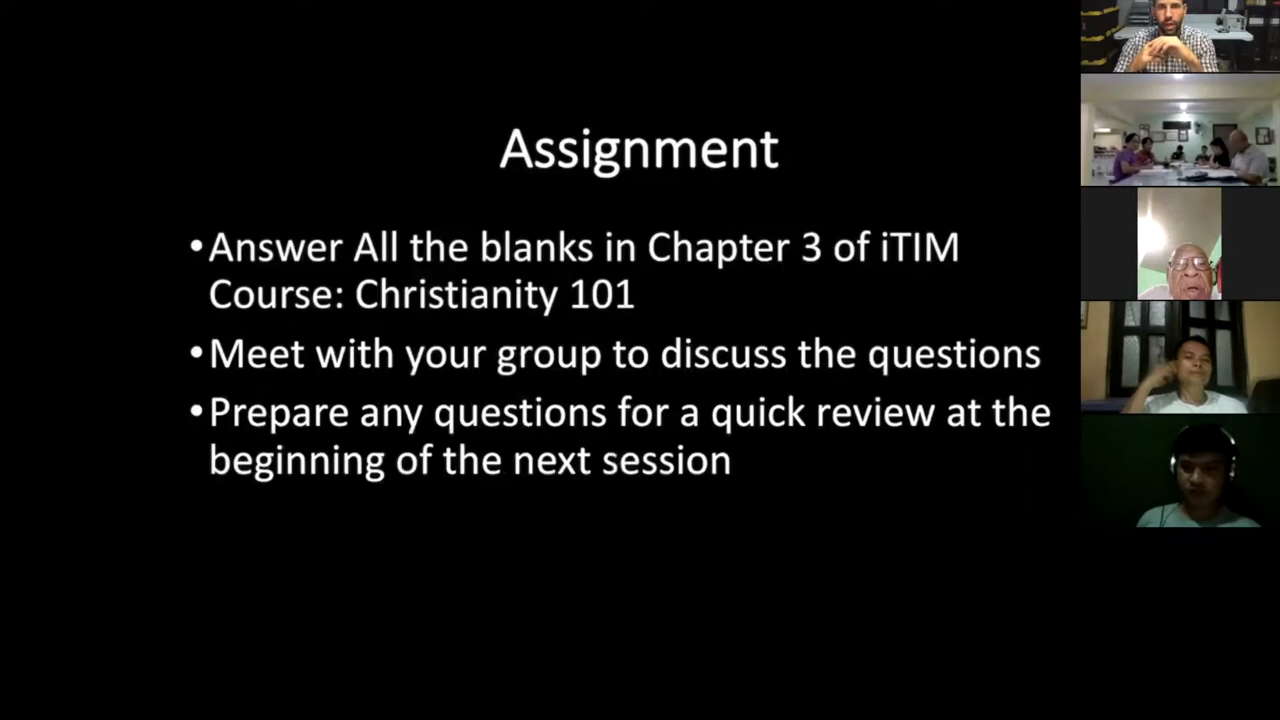 Assignment
•Answer All the blanks in Chapter 3 of iTIM
Course: Christianity 101
•Meet with your group to discuss the questions
•Prepare any questions for a quick review at the
beginning of the next session